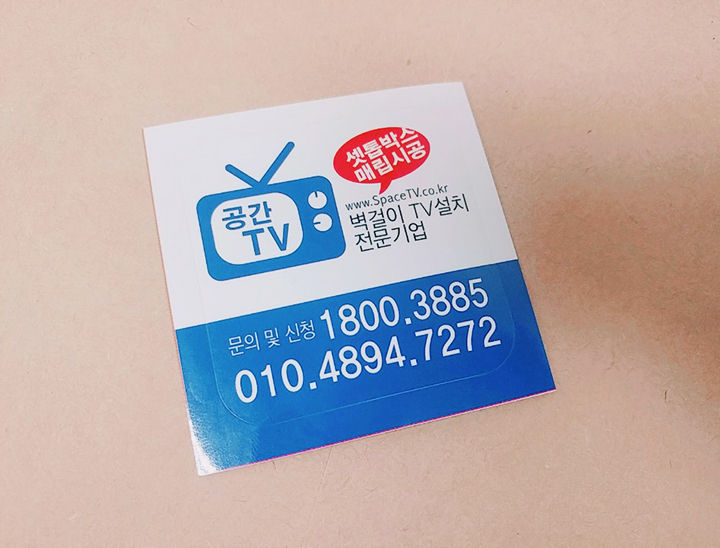 셋톱박스
매립시공
공간
TV
www.SpaceTV.co.kr
벽걸이 TV설치
전문기업
문의 및 신청 1800.3885
010.4894.7272